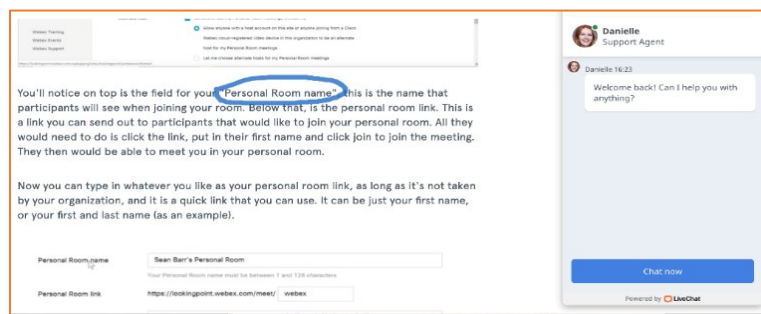 Webex Training
Webex Events
Webex Support
Allow anyone with a host account on this site or anyone joining from a Cisco
Webex cloud-registered video device in this organization to be an alternate
host for my Personal Room meetings
Let me choose alternate hosts for my Personal Room meetings
You'll notice on top is the field for your "Personal Room name", this is the name that
participants will see when joining your room. Below that, is the personal room link. This is
a link you can send out to participants that would like to join your personal room. All they
would need to do is click the link, put in their first name and click join to join the meeting.
They then would be able to meet you in your personal room.
Now you can type in whatever you like as your personal room link, as long as it's not taken
by your organization, and it is a quick link that you can use. It can be just your first name,
or your first and last name (as an example).
Personal Room name
Sean Barr's Personal Room
Your Personal Room name must be between 1 and 128 characters
Personal Room link
https://lookingpoint.webex.com/meet/ webex
Danielle
Support Agent
Danielle 16:23
Welcome back! Can I help you with
anything?
Chat now
Powered by LiveChat